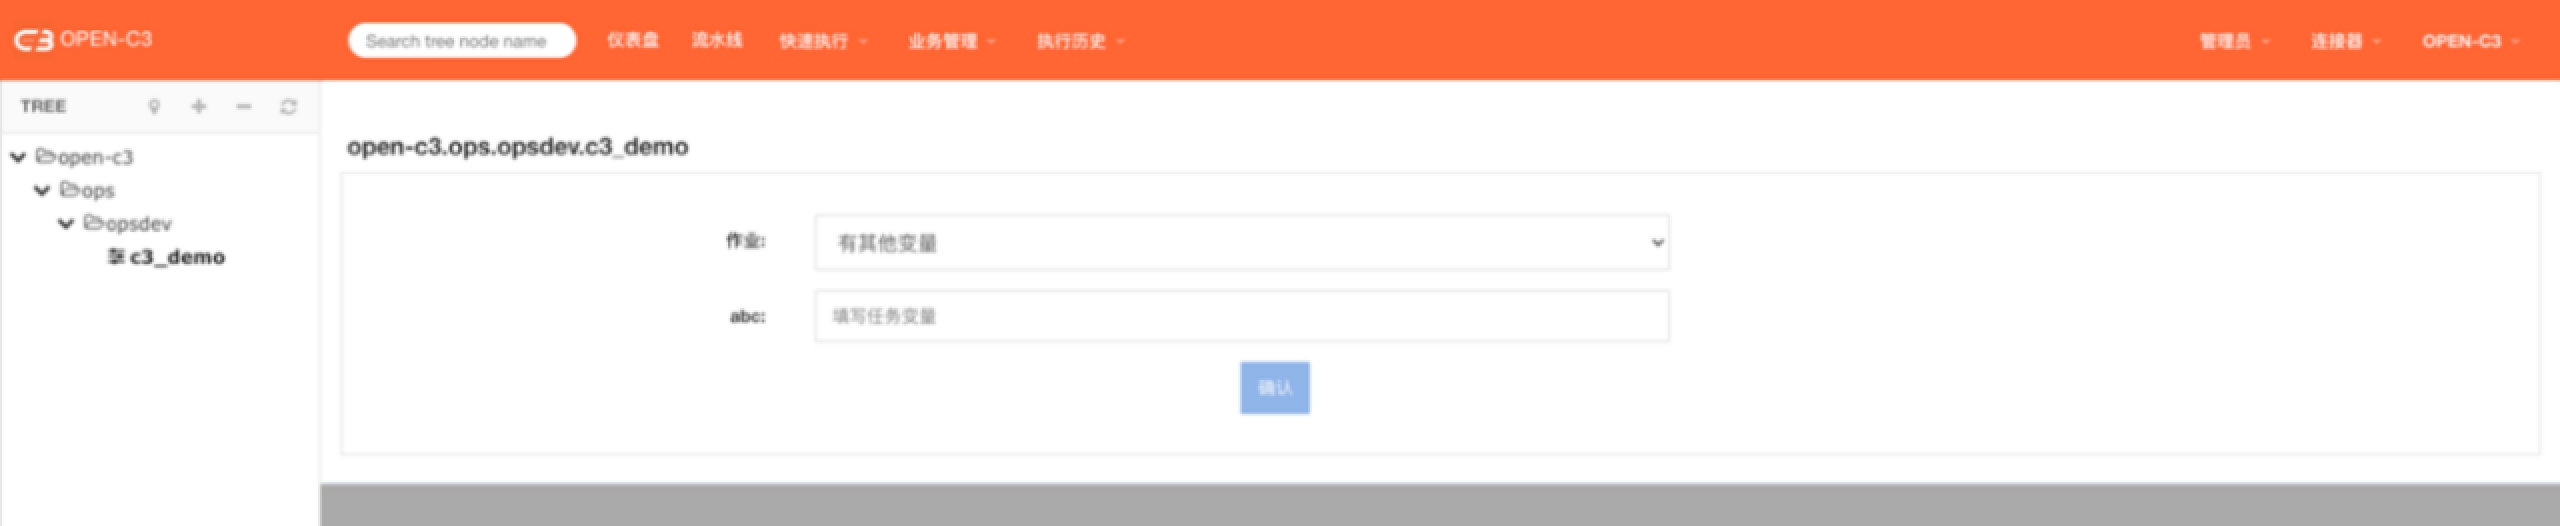 C3 OPEN-C3 Search tree node name 仪表盘 流水线 快速执行 业务管理 执行历史 管理员 连接器 OPEN-C3
TREE
open-c3
ops
opsdev
c3_demo
open-c3.ops.opsdev.c3_demo
作业: 有其他变量
abc: 填写任务变量
确认